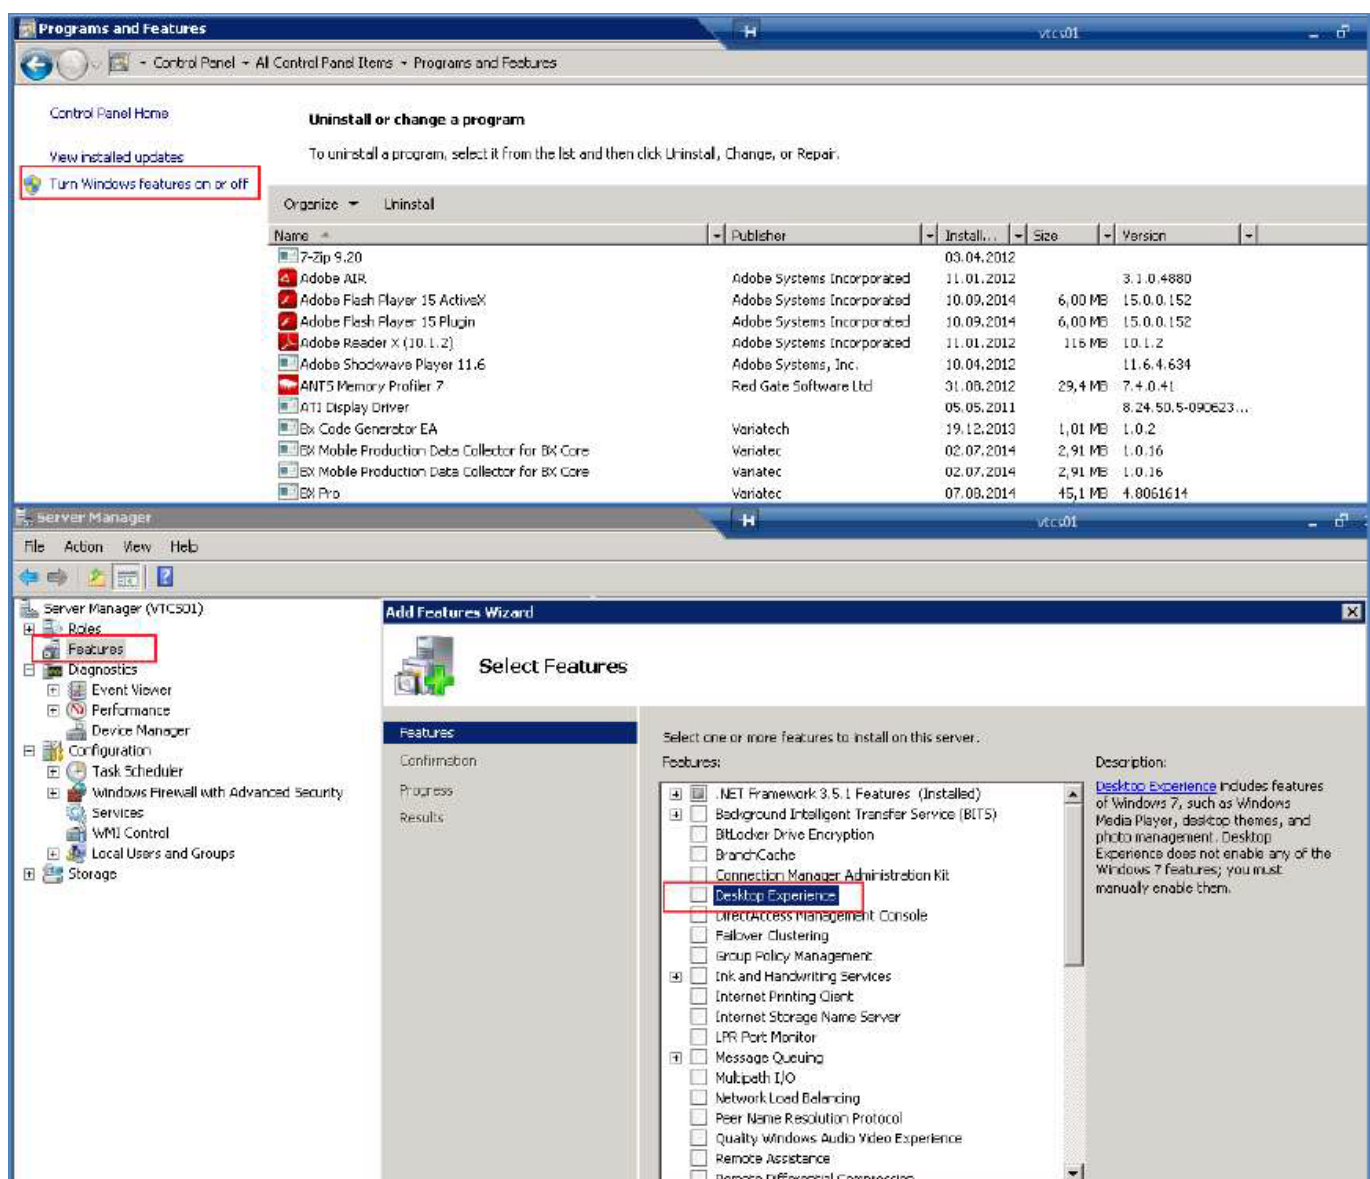 Programs and Features
vtcs01
Control Panel
All Control Panel Items
Programs and Features
Control Panel Home
Uninstall or change a program
View installed updates
To uninstall a program, select it from the list and then click Uninstall, Change, or Repair.
Turn Windows features on or off
Organize Uninstall
Name Publisher Install... Size Version
7-Zip 9.20 03.04.2012
Adobe AIR Adobe Systems Incorporated 11.01.2012 3.1.0.4880
Adobe Flash Player 15 ActiveX Adobe Systems Incorporated 10.09.2014 6,00 MB 15.0.0.152
Adobe Flash Player 15 Plugin Adobe Systems Incorporated 10.09.2014 6,00 MB 15.0.0.152
Adobe Reader X (10.1.2) Adobe Systems Incorporated 11.01.2012 116 MB 10.1.2
Adobe Shockwave Player 11.6 Adobe Systems, Inc. 10.04.2012 11.6.4.634
ANTS Memory Profiler 7 Red Gate Software Ltd 31.08.2012 29,4 MB 7.4.0.41
ATI Display Driver 05.05.2011 8.24.50.5-090623...
Bx Code Generator EA Variatech 19.12.2013 1,01 MB 1.0.2
BX Mobile Production Data Collector for BX Core Variatec 02.07.2014 2,91 MB 1.0.16
BX Mobile Production Data Collector for BX Core Variatec 02.07.2014 2,91 MB 1.0.16
BX Pro Variatec 07.08.2014 45,1 MB 4.8061614
Server Manager
vtcs01
File Action View Help
Server Manager (VTCS01)
Roles
Features
Diagnostics
Event Viewer
Performance
Device Manager
Configuration
Task Scheduler
Windows Firewall with Advanced Security
Services
WMI Control
Local Users and Groups
Storage
Add Features Wizard
Select Features
Features
Confirmation
Progress
Results
Select one or more features to install on this server.
Features:
.NET Framework 3.5.1 Features (Installed)
Background Intelligent Transfer Service (BITS)
BitLocker Drive Encryption
BranchCache
Connection Manager Administration Kit
Desktop Experience
DirectAccess Management Console
Failover Clustering
Group Policy Management
Ink and Handwriting Services
Internet Printing Client
Internet Storage Name Server
LPR Port Monitor
Message Queuing
Multipath I/O
Network Load Balancing
Peer Name Resolution Protocol
Quality Windows Audio Video Experience
Remote Assistance
Remote Differential Compression
Description:
Desktop Experience includes features
of Windows 7, such as Windows
Media Player, desktop themes, and
photo management. Desktop
Experience does not enable any of the
Windows 7 features; you must
manually enable them.